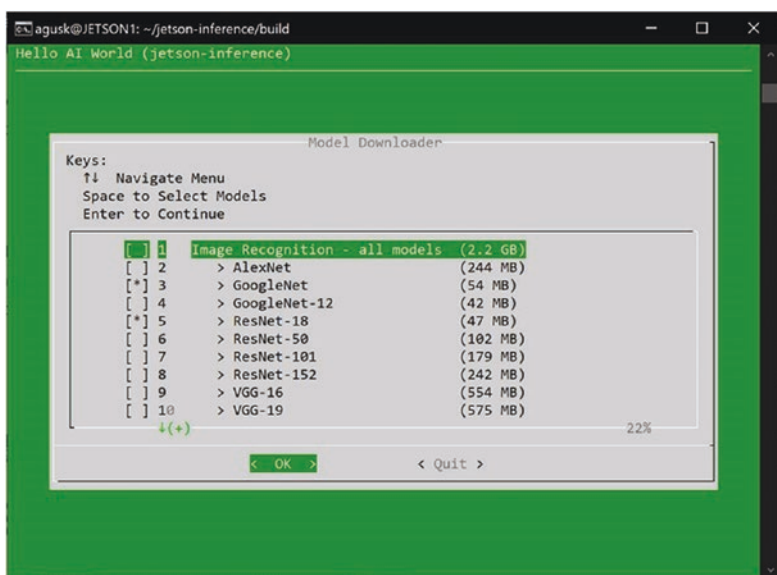 agusk@JETSON1: ~/jetson-inference/build
Hello AI World (jetson-inference)
Model Downloader
Keys:
↑↓ Navigate Menu
Space to Select Models
Enter to Continue
[ ] 1 Image Recognition - all models (2.2 GB)
[ ] 2 > AlexNet (244 MB)
[*] 3 > GoogleNet (54 MB)
[ ] 4 > GoogleNet-12 (42 MB)
[*] 5 > ResNet-18 (47 MB)
[ ] 6 > ResNet-50 (102 MB)
[ ] 7 > ResNet-101 (179 MB)
[ ] 8 > ResNet-152 (242 MB)
[ ] 9 > VGG-16 (554 MB)
[ ] 10 > VGG-19 (575 MB)
↓(+) 22%
< OK > < Quit >